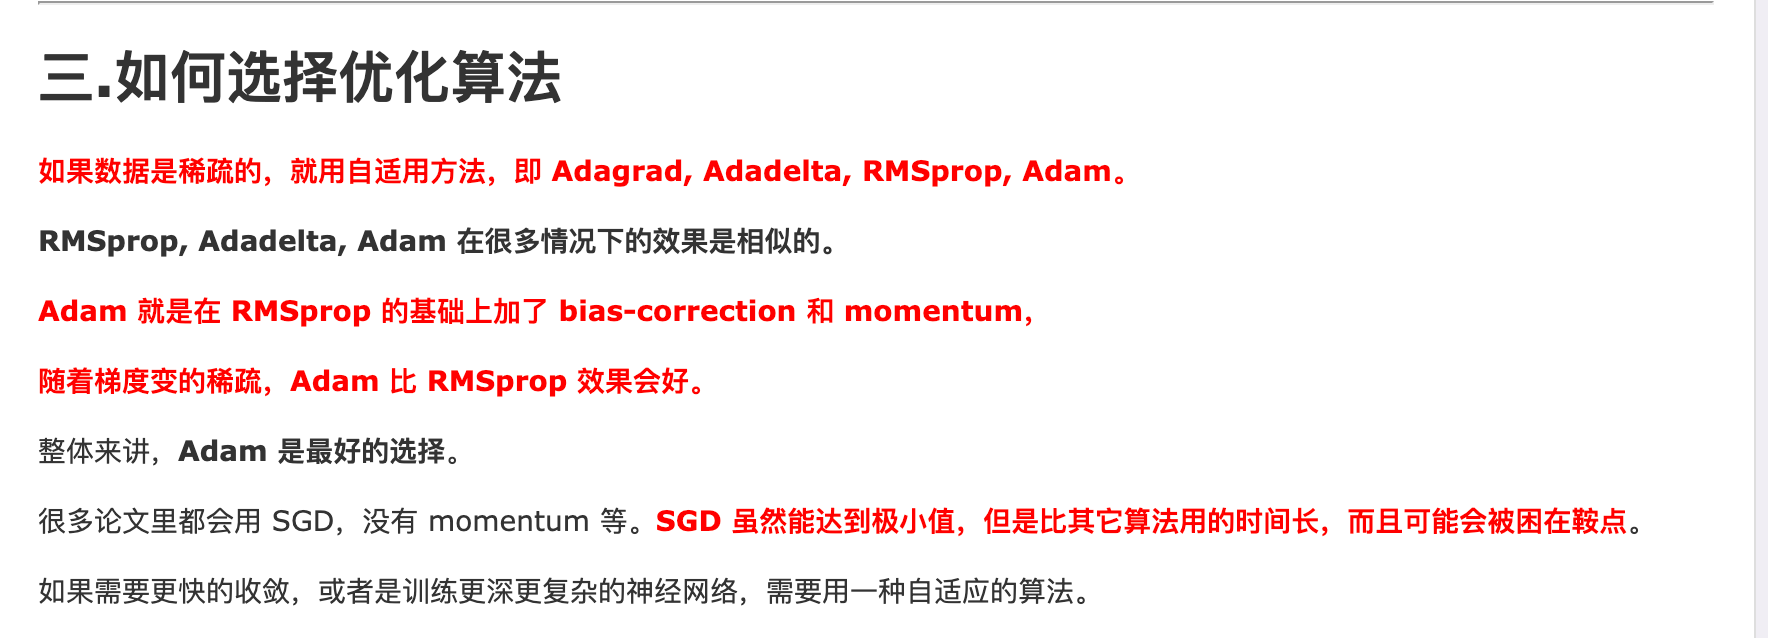 三.如何选择优化算法
如果数据是稀疏的，就用自适用方法，即 Adagrad, Adadelta, RMSprop, Adam。
RMSprop, Adadelta, Adam 在很多情况下的效果是相似的。
Adam 就是在 RMSprop 的基础上加了 bias-correction 和 momentum，
随着梯度变的稀疏，Adam 比 RMSprop 效果会好。
整体来讲，Adam 是最好的选择。
很多论文里都会用 SGD，没有 momentum 等。SGD 虽然能达到极小值，但是比其它算法用的时间长，而且可能会被困在鞍点。
如果需要更快的收敛，或者是训练更深更复杂的神经网络，需要用一种自适应的算法。